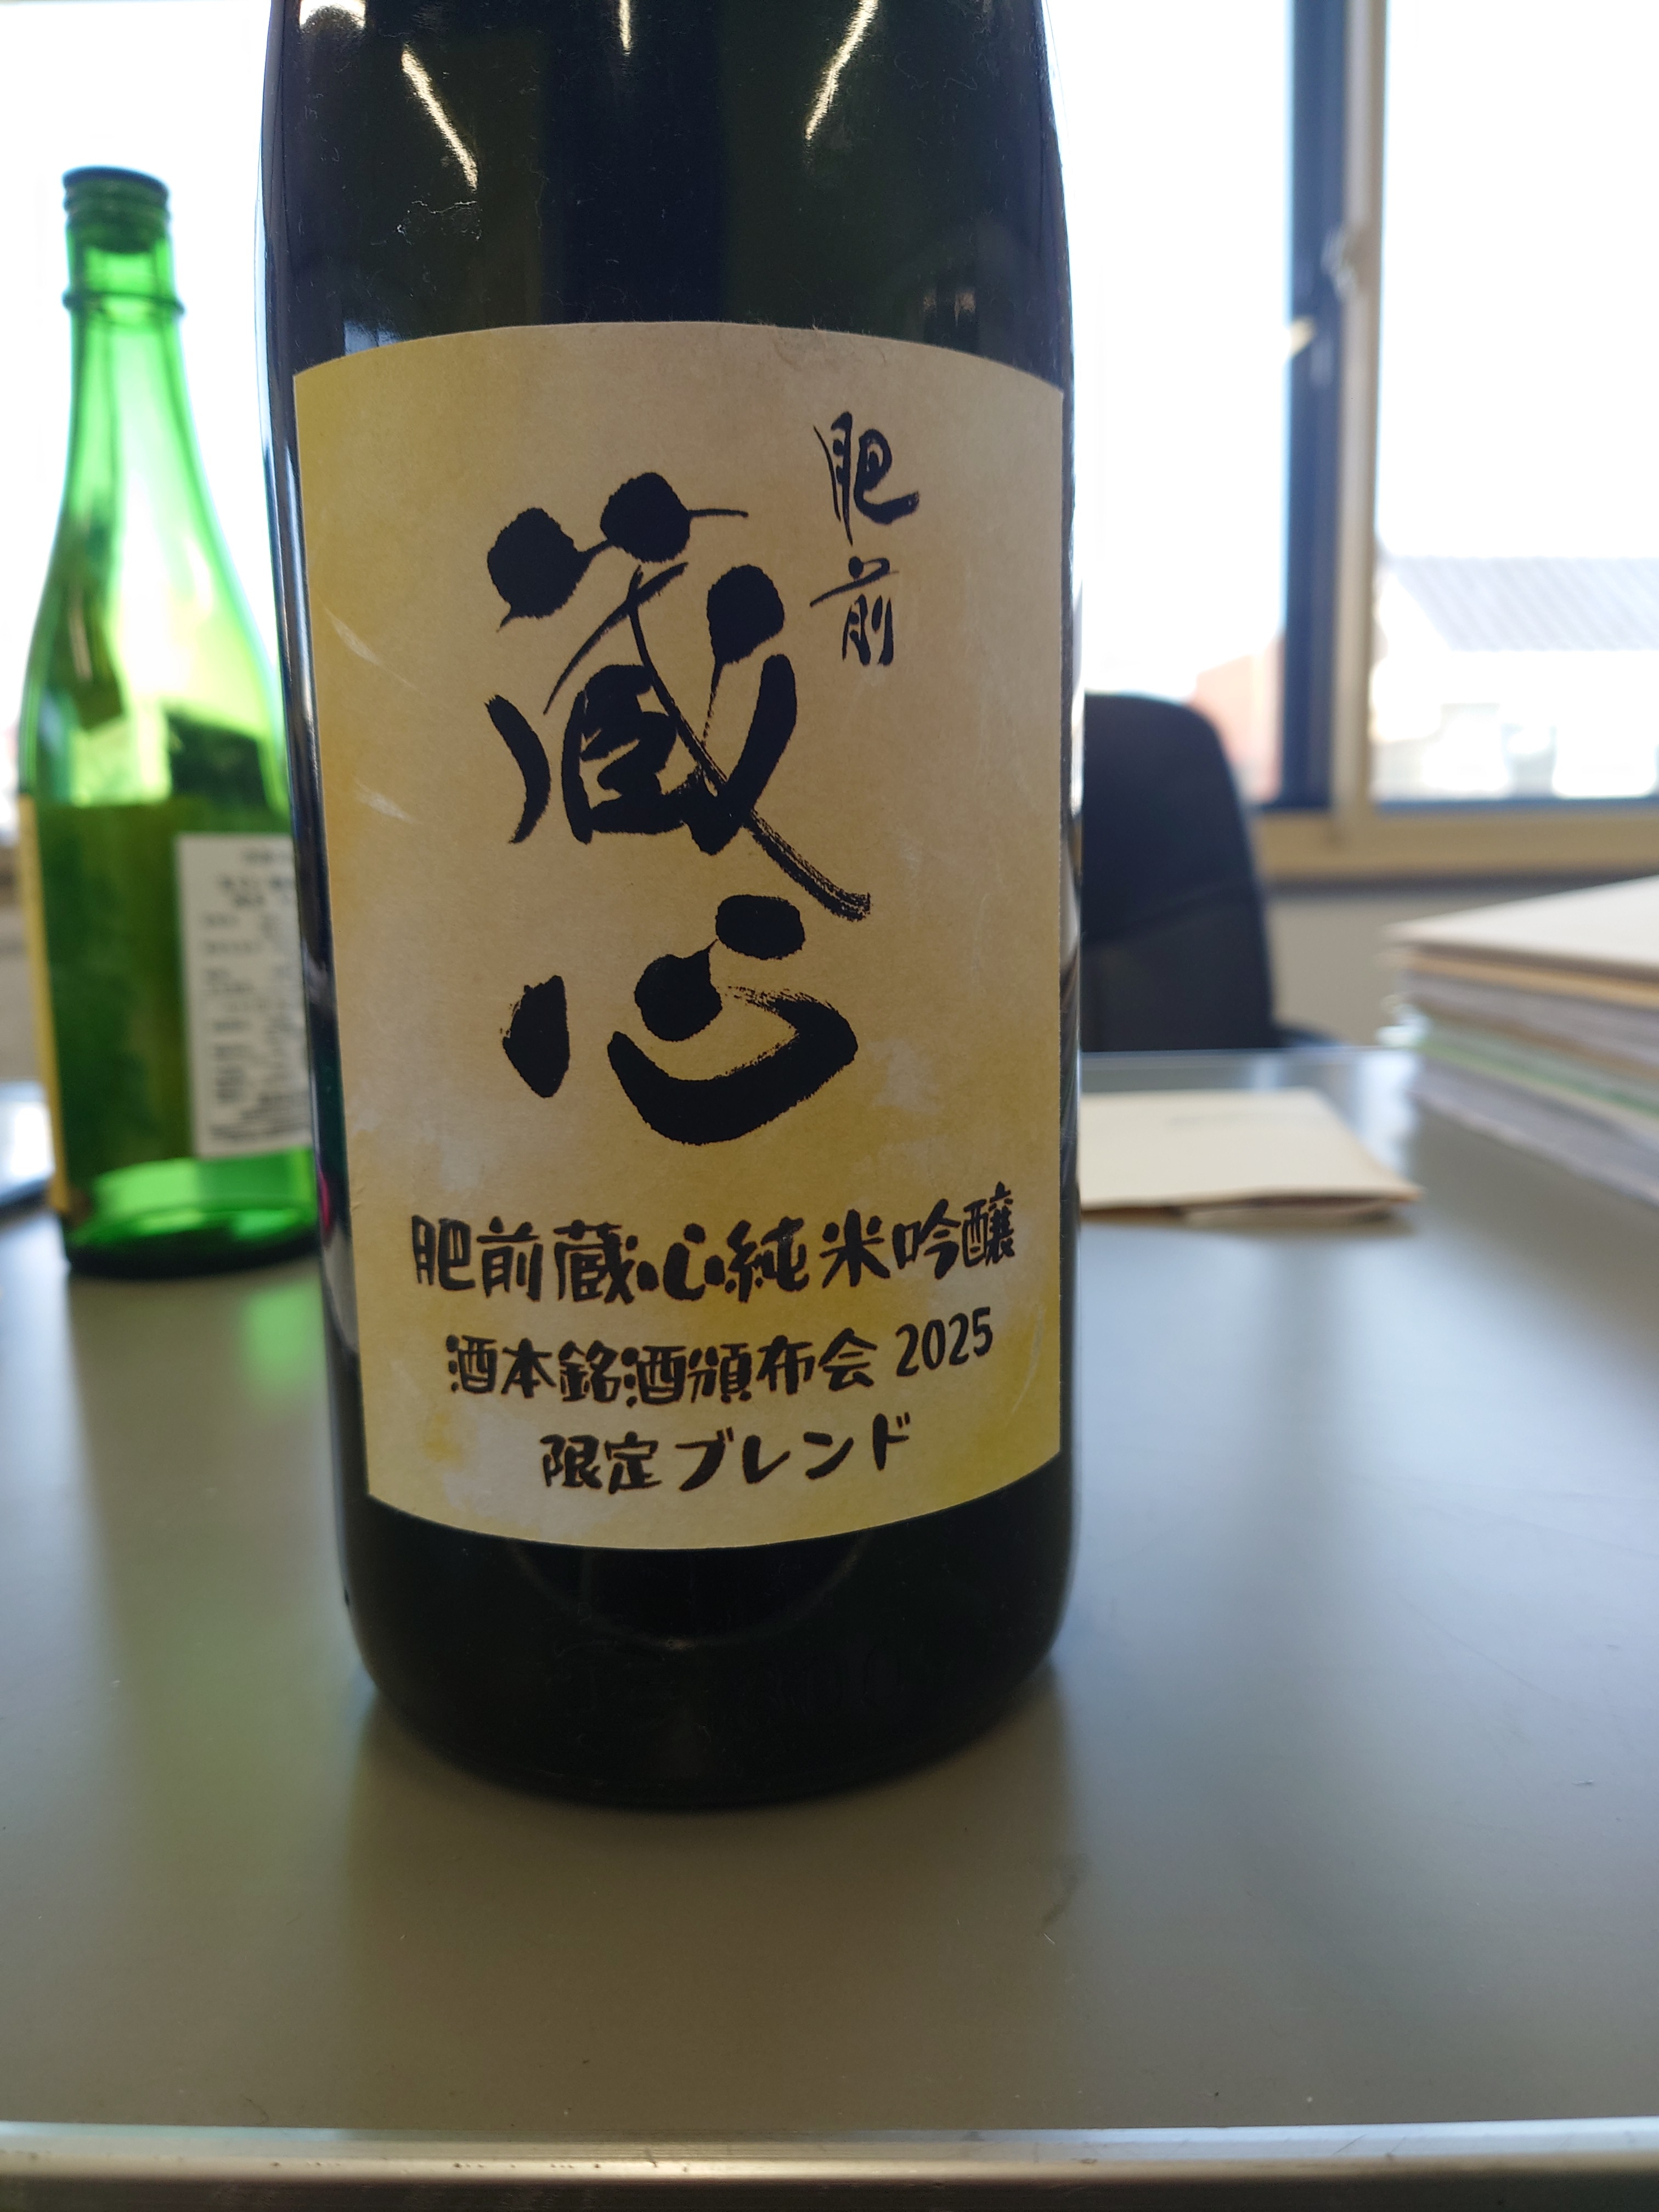 肥前
蔵心
肥前蔵心純米吟醸
酒本銘酒頒布会 2025
限定ブレンド